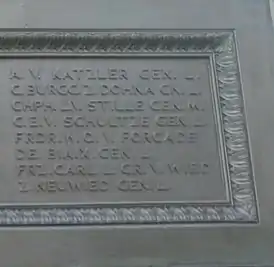 A. V. KATZLER GEN. L.
C. BURGGR. Z. DOHNA GN. L.
CHPH. L. V. STILLE GEN. M.
C. E. V. SCHULTZE GEN. L.
FRDR. W. Q. V. FORCADE
DE. BIAIX. GEN. L.
FRZ. CARL L. GR. V. WIED
Z. NEUWIED GEN. L.